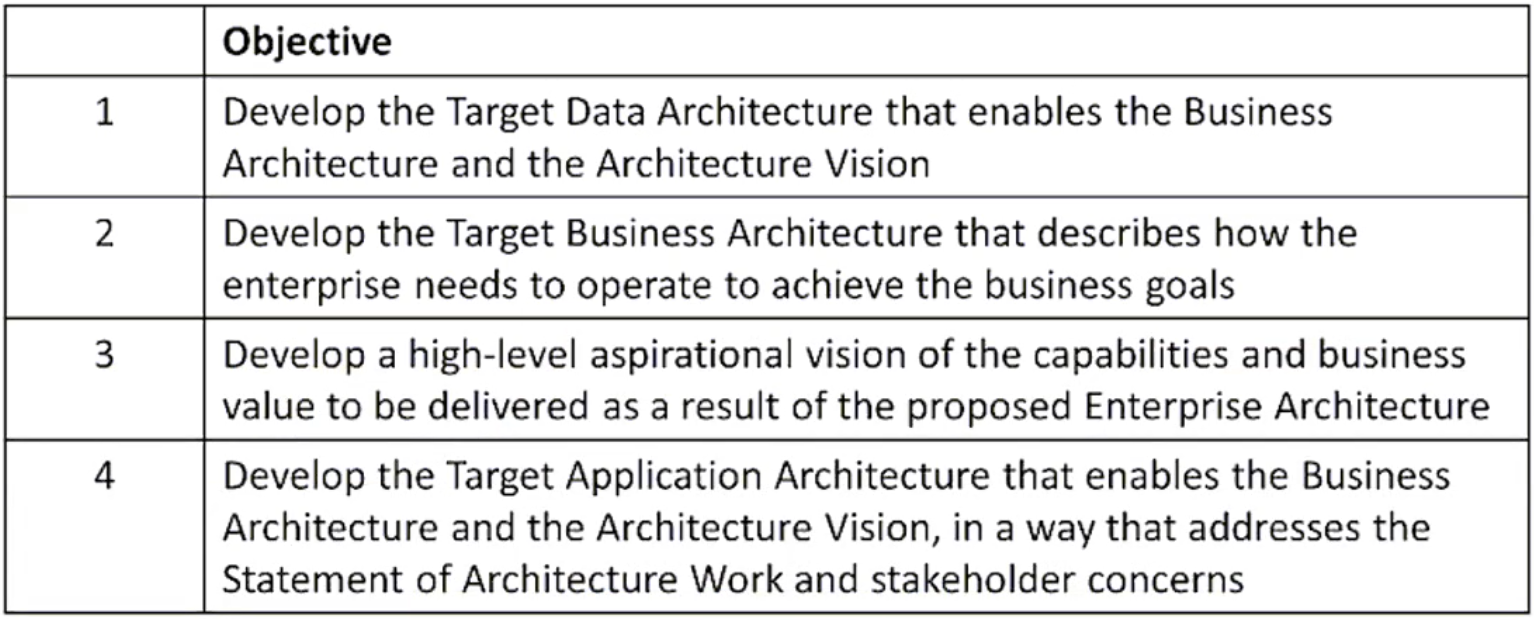 Objective
1
Develop the Target Data Architecture that enables the Business
Architecture and the Architecture Vision
2
Develop the Target Business Architecture that describes how the
enterprise needs to operate to achieve the business goals
3
Develop a high-level aspirational vision of the capabilities and business
value to be delivered as a result of the proposed Enterprise Architecture
4
Develop the Target Application Architecture that enables the Business
Architecture and the Architecture Vision, in a way that addresses the
Statement of Architecture Work and stakeholder concerns